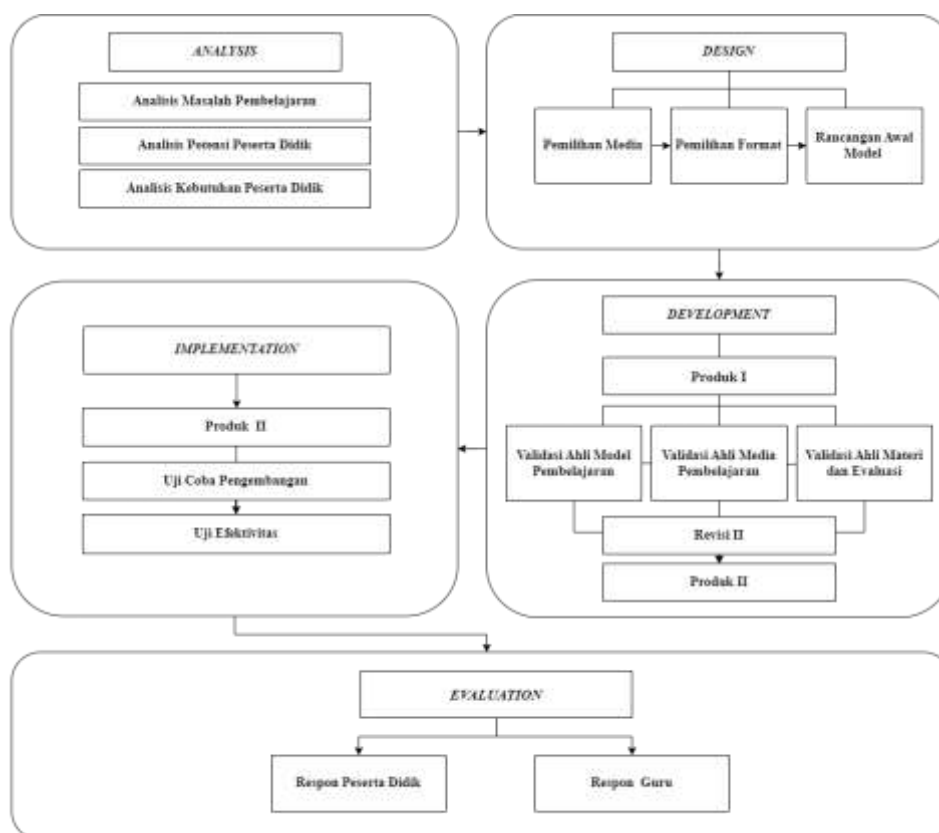 ANALYSIS
Analisis Masalah Pembelajaran
Analisis Potensi Peserta Didik
Analisis Kebutuhan Peserta Didik
DESIGN
Pemilihan Media
Pemilihan Format
Rancangan Awal
Model
DEVELOPMENT
Produk I
Validasi Ahli Model
Pembelajaran
Validasi Ahli Media
Pembelajaran
Validasi Ahli Materi
dan Evaluasi
Revisi II
Produk II
IMPLEMENTATION
Produk II
Uji Coba Pengembangan
Uji Efektivitas
EVALUATION
Respon Peserta Didik
Respon Guru